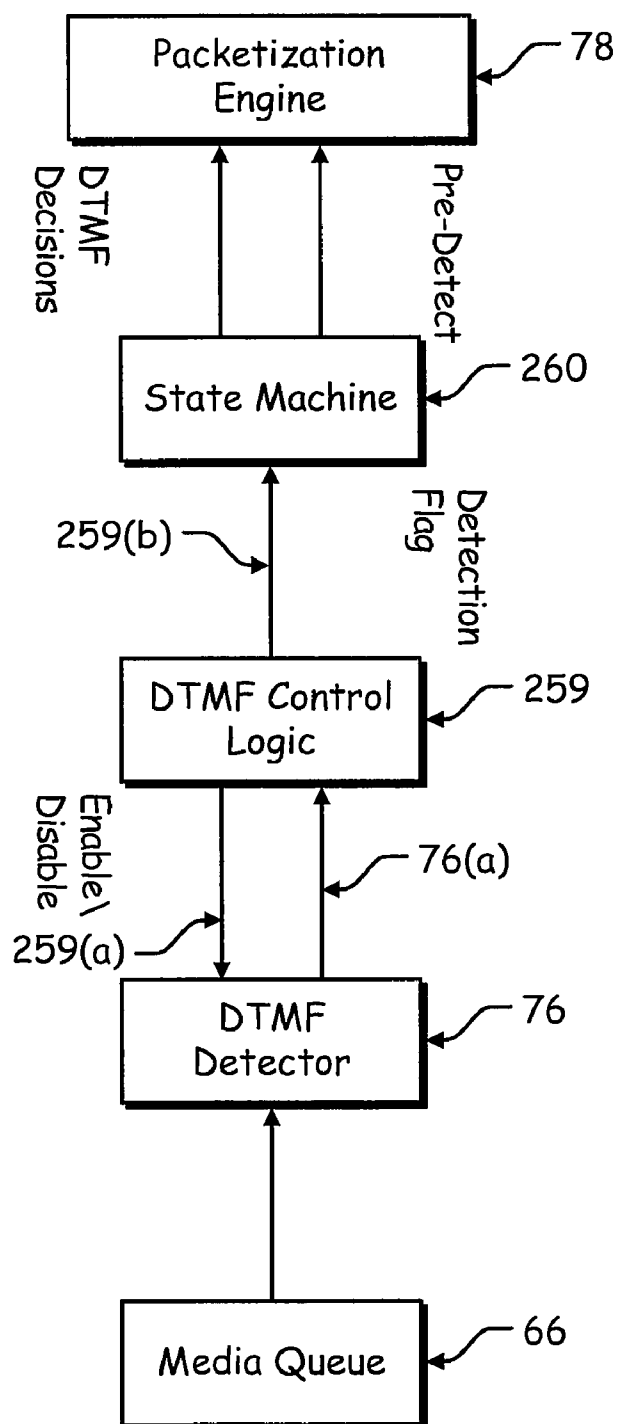 Packetization
Engine
78
DTMF
Decisions
Pre-Detect
State Machine
260
259(b)
Detection
Flag
DTMF Control
Logic
259
Enable\
Disable
259(a)
76(a)
DTMF
Detector
76
Media Queue
66